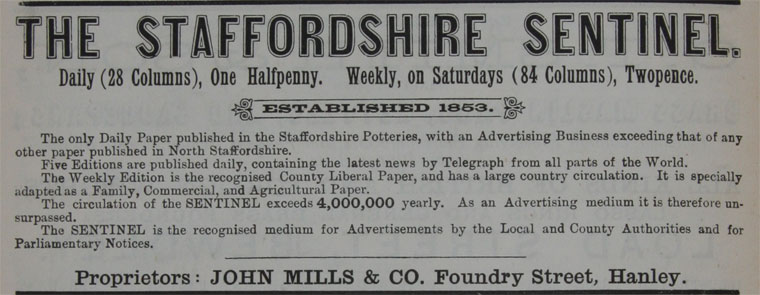 THE STAFFORDSHIRE SENTINEL.
Daily (28 Columns), One Halfpenny. Weekly, on Saturdays (84 Columns), Twopence.
ESTABLISHED 1853.
The only Daily Paper published in the Staffordshire Potteries, with an Advertising Business exceeding that of any
other paper published in North Staffordshire.
Five Editions are published daily, containing the latest news by Telegraph from all parts of the World.
The Weekly Edition is the recognised County Liberal Paper, and has a large country circulation. It is specially
adapted as a Family, Commercial, and Agricultural Paper.
The circulation of the SENTINEL exceeds 4,000,000 yearly. As an Advertising medium it is therefore un-
surpassed.
The SENTINEL is the recognised medium for Advertisements by the Local and County Authorities and for
Parliamentary Notices.
Proprietors: JOHN MILLS & CO. Foundry Street, Hanley.